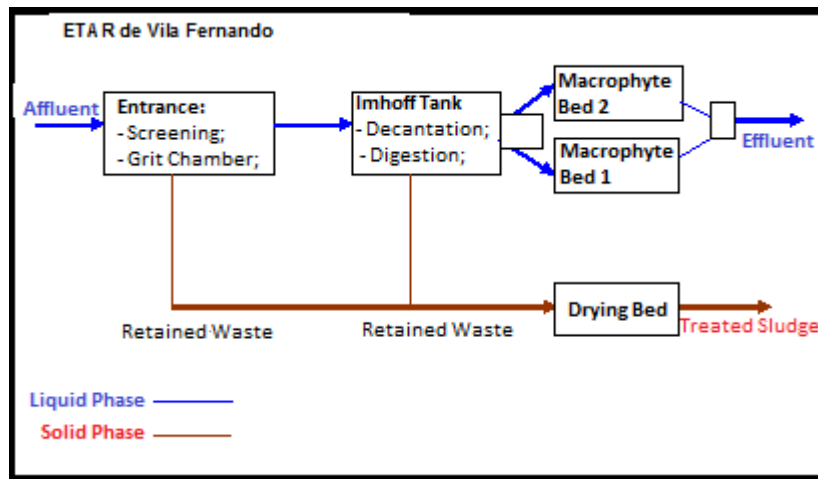 ETAR de Vila Fernando
Affluent
Entrance:
- Screening;
- Grit Chamber;
Imhoff Tank
- Decantation;
- Digestion;
Macrophyte
Bed 2
Macrophyte
Bed 1
Effluent
Retained Waste
Retained Waste
Drying Bed
Treated Sludge
Liquid Phase
Solid Phase